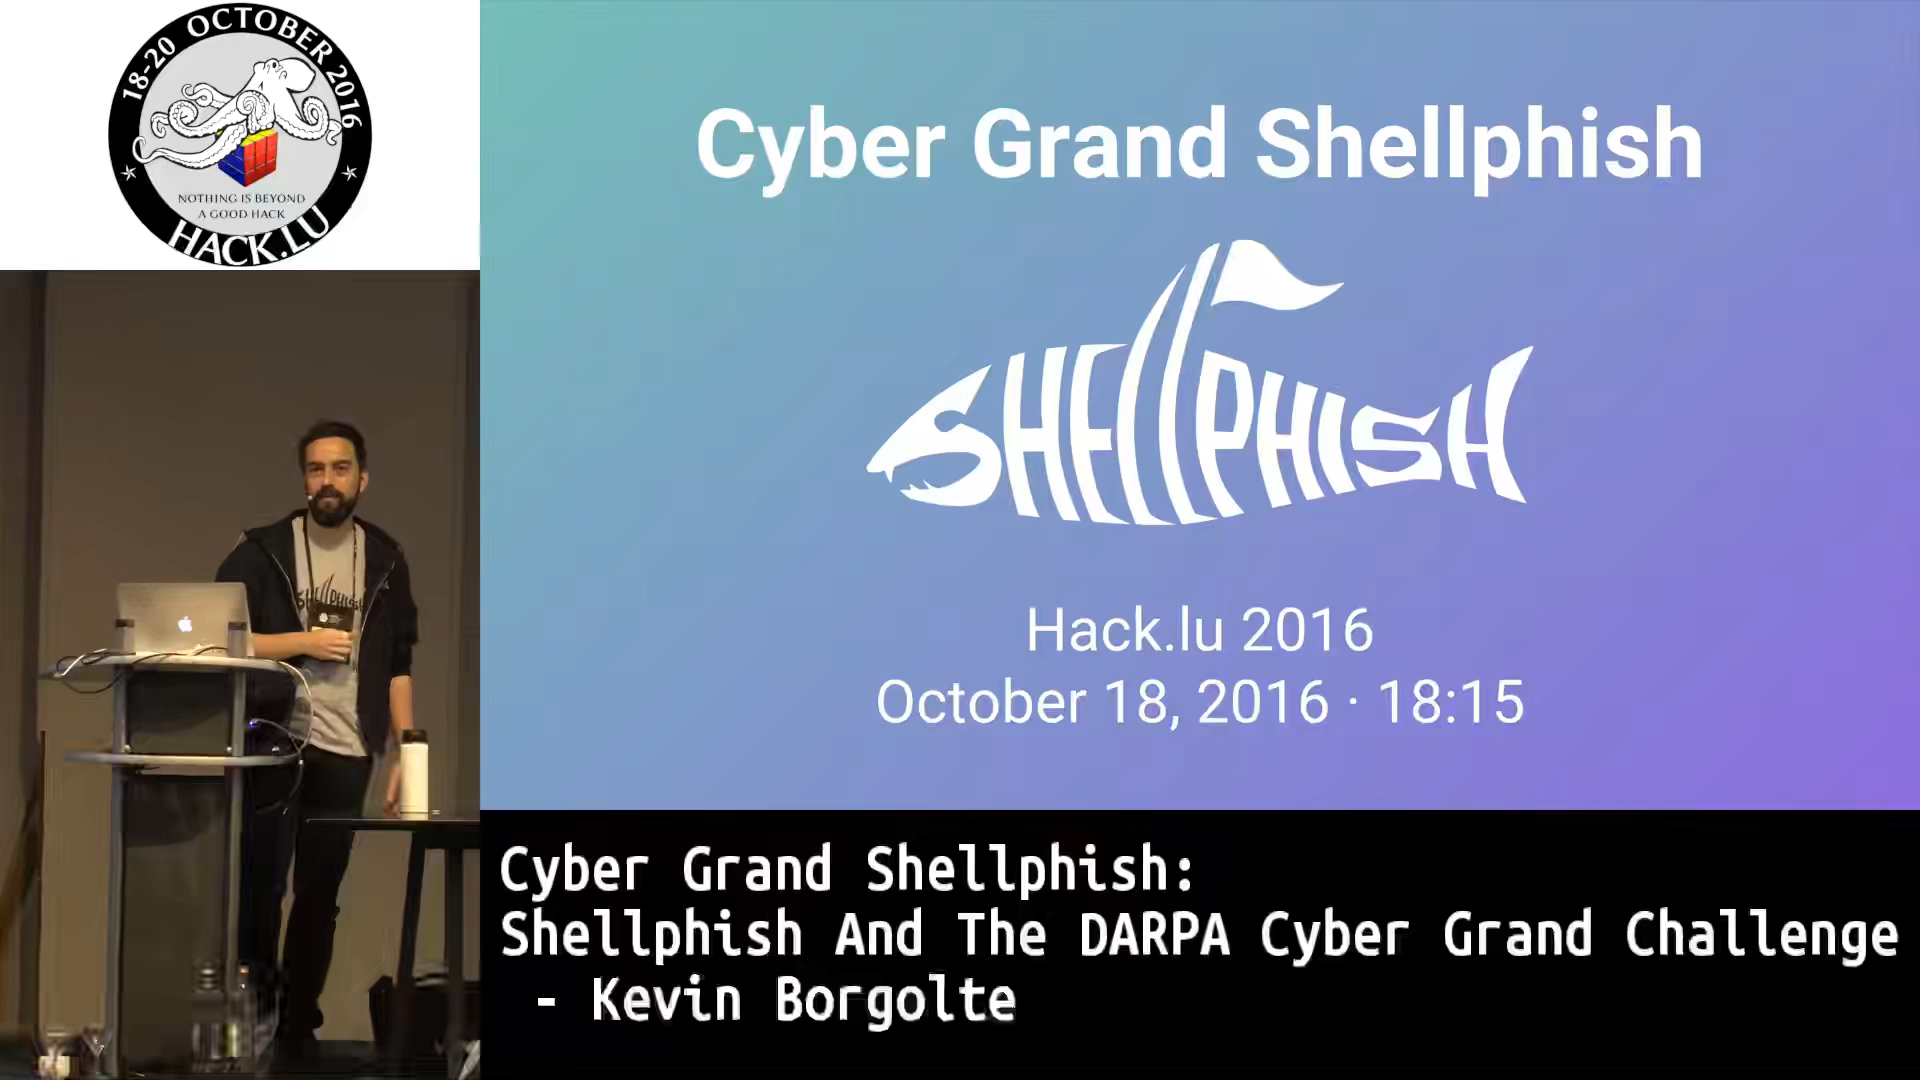 18-20 OCTOBER 2016
NOTHING IS BEYOND
A GOOD HACK
HACK.LU
Cyber Grand Shellphish
SHELLPHISH
Hack.lu 2016
October 18, 2016 · 18:15
SHELLPHISH
Cyber Grand Shellphish:
Shellphish And The DARPA Cyber Grand Challenge
- Kevin Borgolte